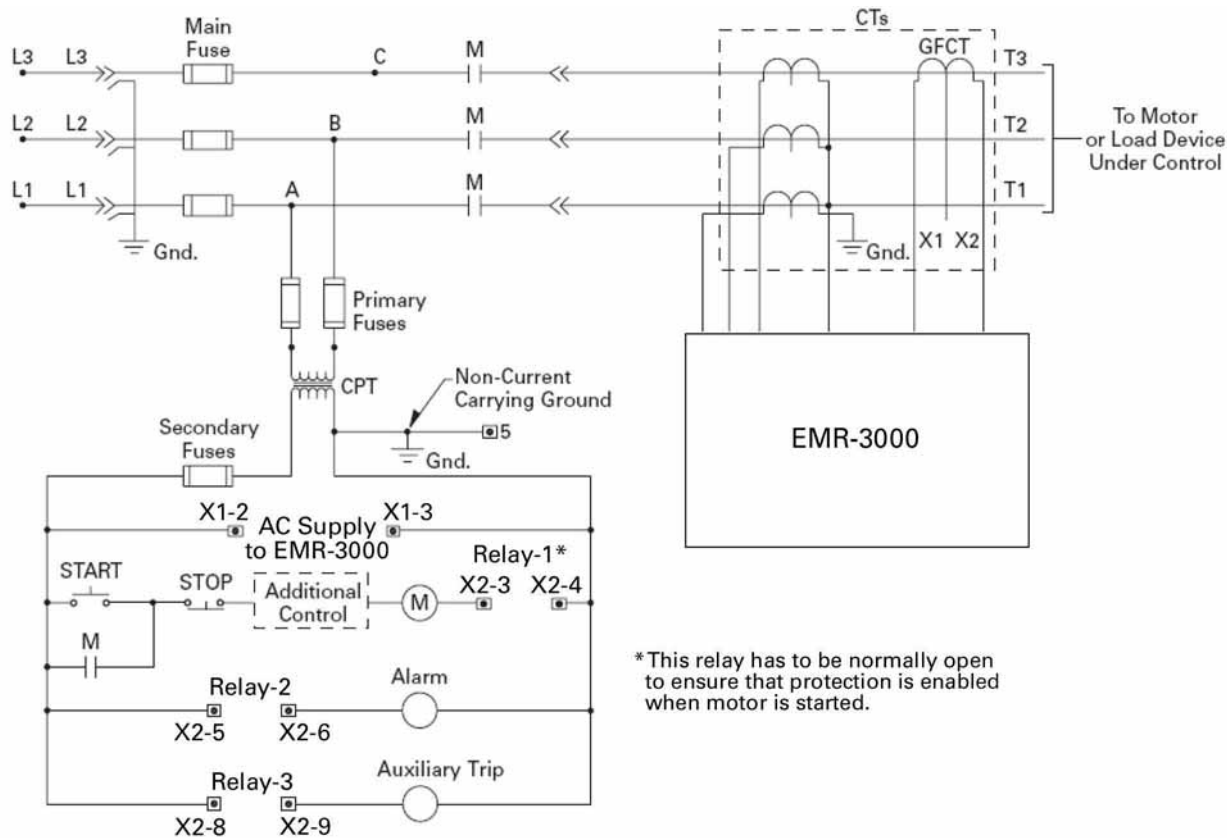 CTs
Main
Fuse
L3 L3
C
M
GFCT
T3
L2 L2
B
M
T2
To Motor
or Load Device
Under Control
L1 L1
A
M
T1
Gnd.
Gnd.
X1 X2
Primary
Fuses
CPT
Non-Current
Carrying Ground
5
Gnd.
Secondary
Fuses
EMR-3000
X1-2
X1-3
AC Supply
to EMR-3000
Relay-1*
START
STOP
Additional
Control
M
X2-3
X2-4
M
*This relay has to be normally open
to ensure that protection is enabled
when motor is started.
Relay-2
Alarm
X2-5
X2-6
Relay-3
Auxiliary Trip
X2-8
X2-9